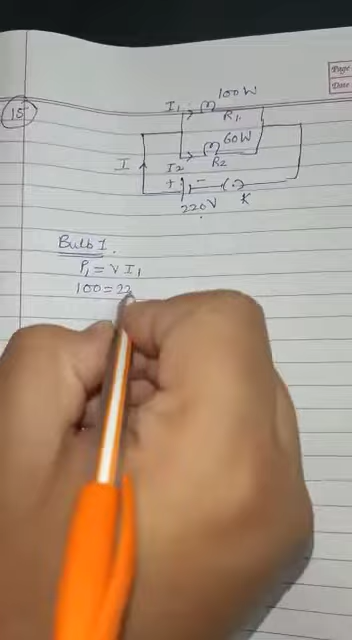 Page
Date
15
100W
I₁
R₁
60W
I
I₂
R₂
+ -
220V
K
Bulb I.
P₁ = V I₁
100 = 22